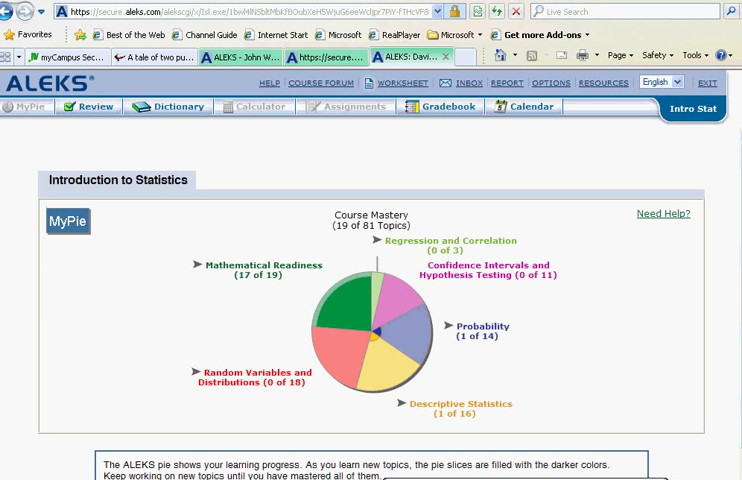 https://secure.aleks.com/alekscgi/x/Isl.exe/
Live Search
Favorites Best of the Web Channel Guide Internet Start Microsoft RealPlayer Microsoft Get more Add-ons
myCampus Sec... A tale of two pu... ALEKS - John W... https://secure.... ALEKS: Davi... Page Safety Tools
ALEKS® HELP COURSE FORUM WORKSHEET INBOX REPORT OPTIONS RESOURCES English EXIT
MyPie Review Dictionary Calculator Assignments Gradebook Calendar Intro Stat
Introduction to Statistics
MyPie
Need Help?
Course Mastery
(19 of 81 Topics)
Regression and Correlation
(0 of 3)
Mathematical Readiness
(17 of 19)
Confidence Intervals and
Hypothesis Testing (0 of 11)
Probability
(1 of 14)
Random Variables and
Distributions (0 of 18)
Descriptive Statistics
(1 of 16)
The ALEKS pie shows your learning progress. As you learn new topics, the pie slices are filled with the darker colors.
Keep working on new topics until you have mastered all of them.